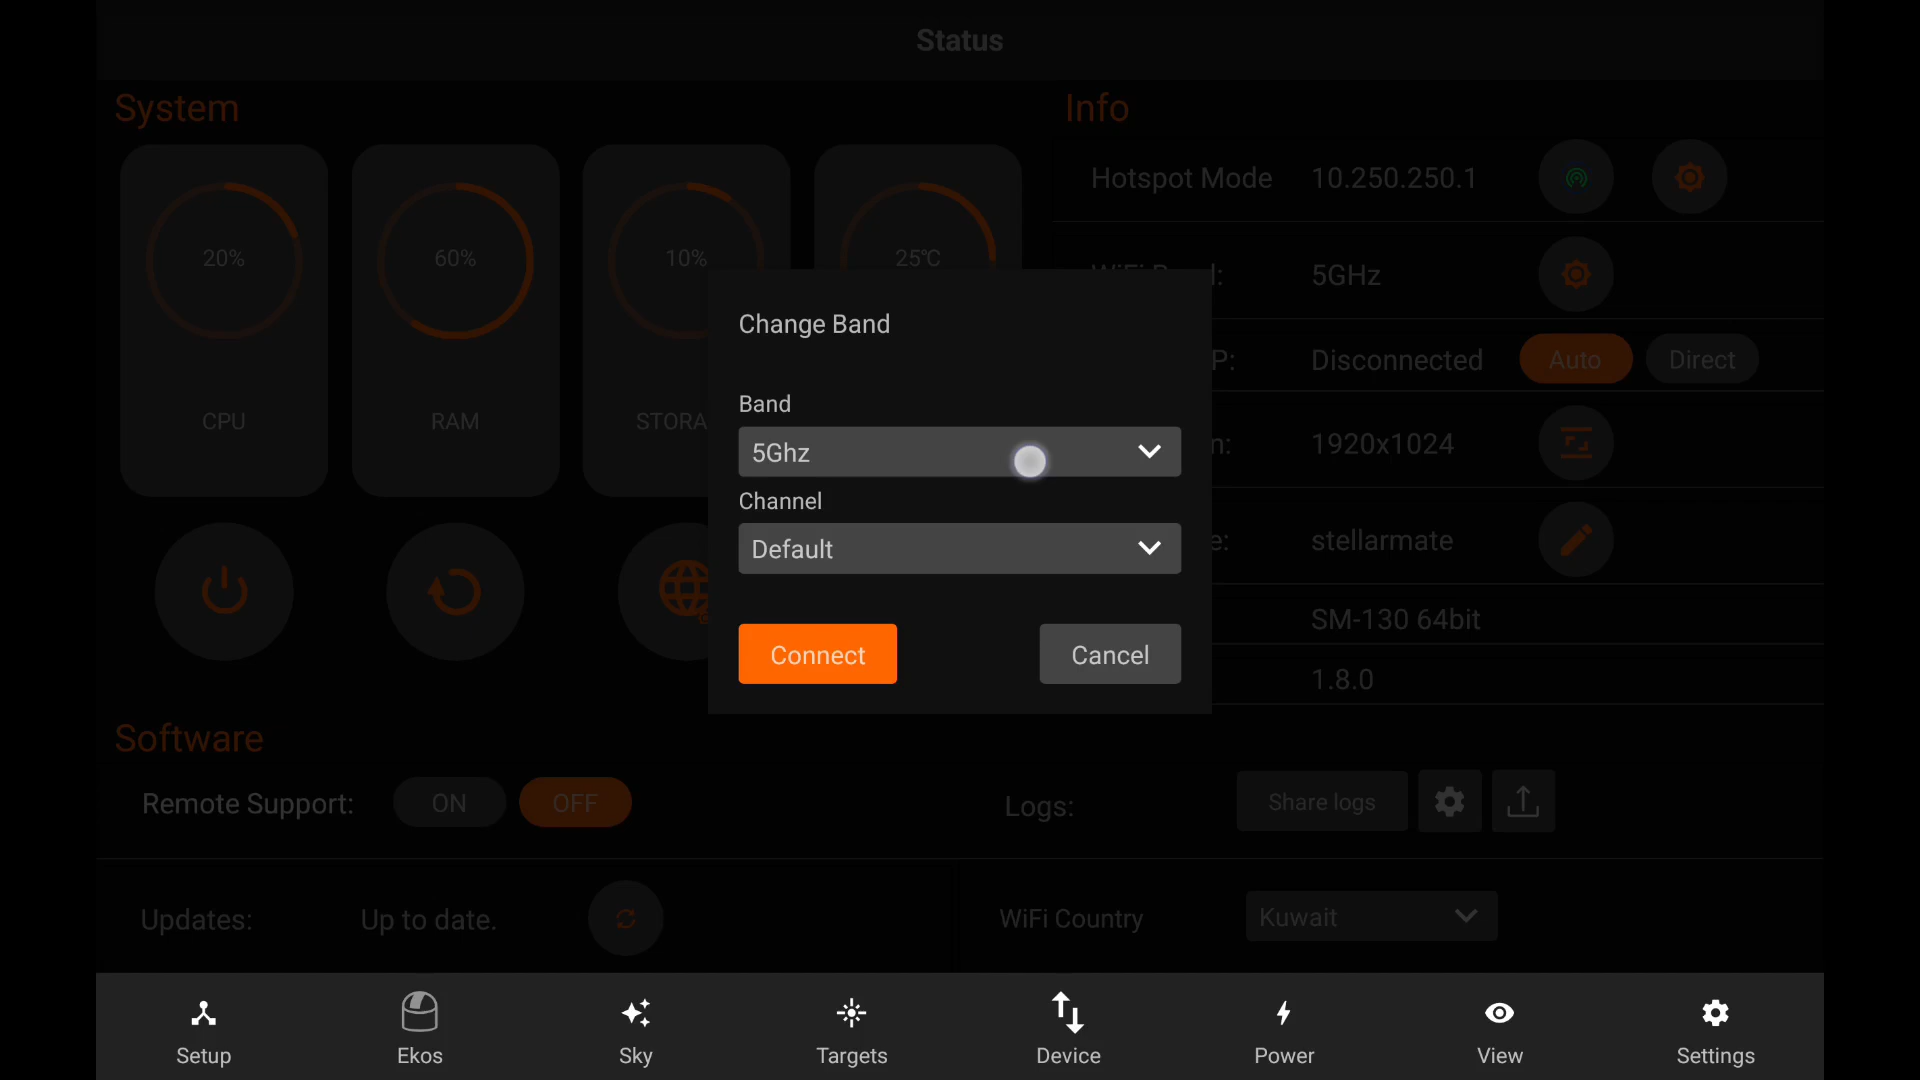 Status
System
Info
20%
60%
10%
25°C
CPU
RAM
STORA
Hotspot Mode 10.250.250.1
5GHz
P: Disconnected Auto Direct
n: 1920x1024
e: stellarmate
SM-130 64bit
1.8.0
Change Band
Band
5Ghz
Channel
Default
Connect Cancel
Software
Remote Support: ON OFF
Logs: Share logs
Updates: Up to date.
WiFi Country Kuwait
Setup Ekos Sky Targets Device Power View Settings